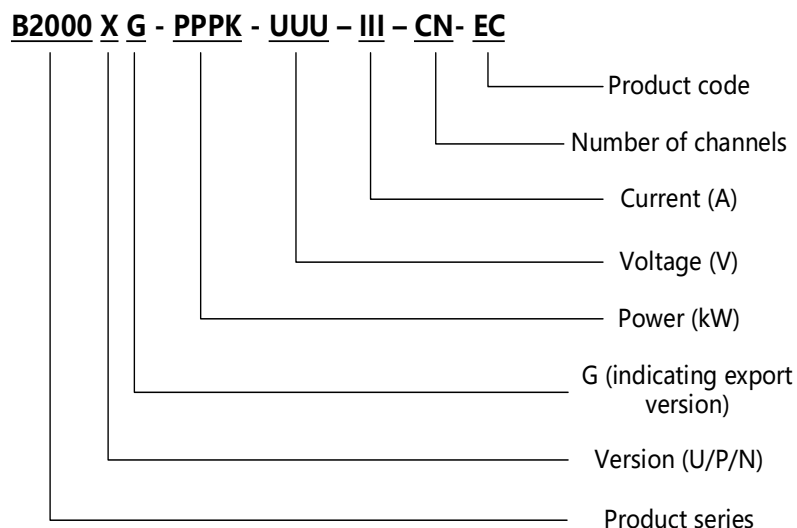 B2000 X G - PPPK - UUU – III – CN- EC
Product code
Number of channels
Current (A)
Voltage (V)
Power (kW)
G (indicating export
version)
Version (U/P/N)
Product series